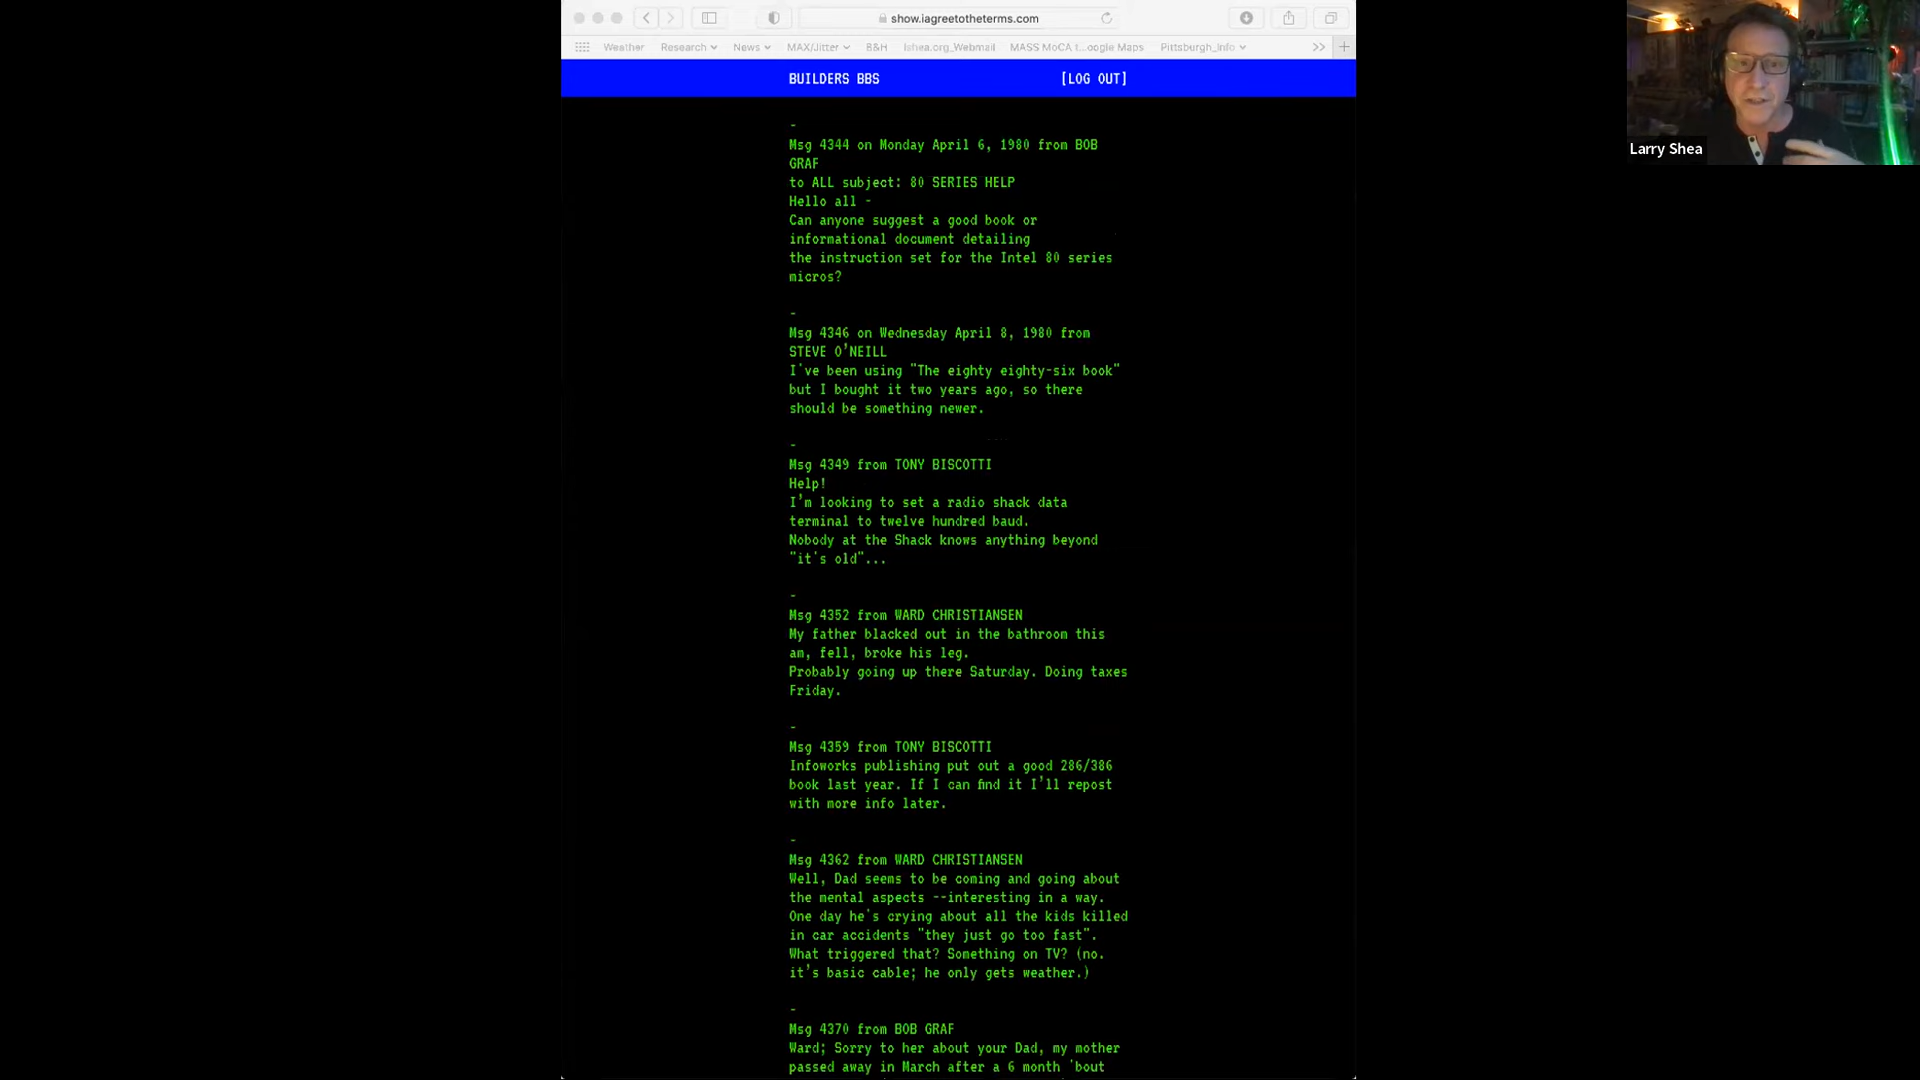 show.iagreetotheterms.com
Weather Research News MAX/Jitter B&H lshea.org_Webmail MASS MoCA t...oogle Maps Pittsburgh_Info
BUILDERS BBS [LOG OUT]
-
Msg 4344 on Monday April 6, 1980 from BOB
GRAF
to ALL subject: 80 SERIES HELP
Hello all -
Can anyone suggest a good book or
informational document detailing
the instruction set for the Intel 80 series
micros?
-
Msg 4346 on Wednesday April 8, 1980 from
STEVE O'NEILL
I've been using "The eighty eighty-six book"
but I bought it two years ago, so there
should be something newer.
-
Msg 4349 from TONY BISCOTTI
Help!
I'm looking to set a radio shack data
terminal to twelve hundred baud.
Nobody at the Shack knows anything beyond
"it's old"...
-
Msg 4352 from WARD CHRISTIANSEN
My father blacked out in the bathroom this
am, fell, broke his leg.
Probably going up there Saturday. Doing taxes
Friday.
-
Msg 4359 from TONY BISCOTTI
Infoworks publishing put out a good 286/386
book last year. If I can find it I'll repost
with more info later.
-
Msg 4362 from WARD CHRISTIANSEN
Well, Dad seems to be coming and going about
the mental aspects --interesting in a way.
One day he's crying about all the kids killed
in car accidents "they just go too fast".
What triggered that? Something on TV? (no.
it's basic cable; he only gets weather.)
-
Msg 4370 from BOB GRAF
Ward; Sorry to her about your Dad, my mother
passed away in March after a 6 month 'bout
Larry Shea